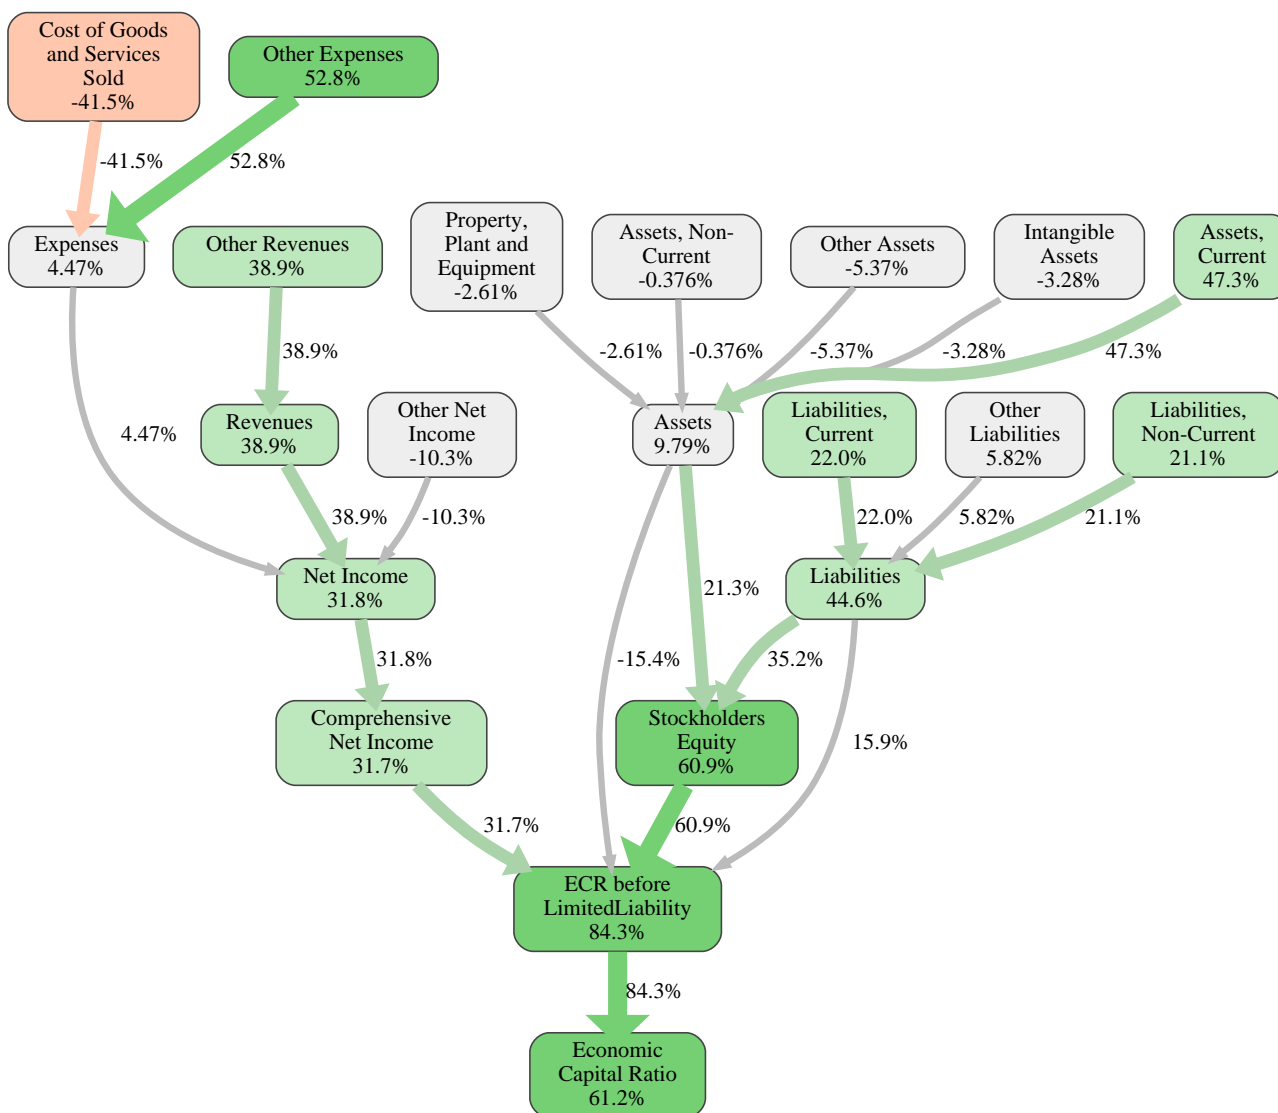 Cost of Goods
and Services
Sold
-41.5%
Other Expenses
52.8%
-41.5%
52.8%
Expenses
4.47%
Other Revenues
38.9%
Property,
Plant and
Equipment
-2.61%
Assets, Non-
Current
-0.376%
Other Assets
-5.37%
Intangible
Assets
-3.28%
Assets,
Current
47.3%
38.9%
-2.61%
-0.376%
-5.37%
-3.28%
47.3%
4.47%
Revenues
38.9%
Other Net
Income
-10.3%
Assets
9.79%
Liabilities,
Current
22.0%
Other
Liabilities
5.82%
Liabilities,
Non-Current
21.1%
38.9%
-10.3%
22.0%
5.82%
21.1%
Net Income
31.8%
21.3%
Liabilities
44.6%
31.8%
-15.4%
35.2%
Comprehensive
Net Income
31.7%
Stockholders
Equity
60.9%
15.9%
31.7%
60.9%
ECR before
LimitedLiability
84.3%
84.3%
Economic
Capital Ratio
61.2%